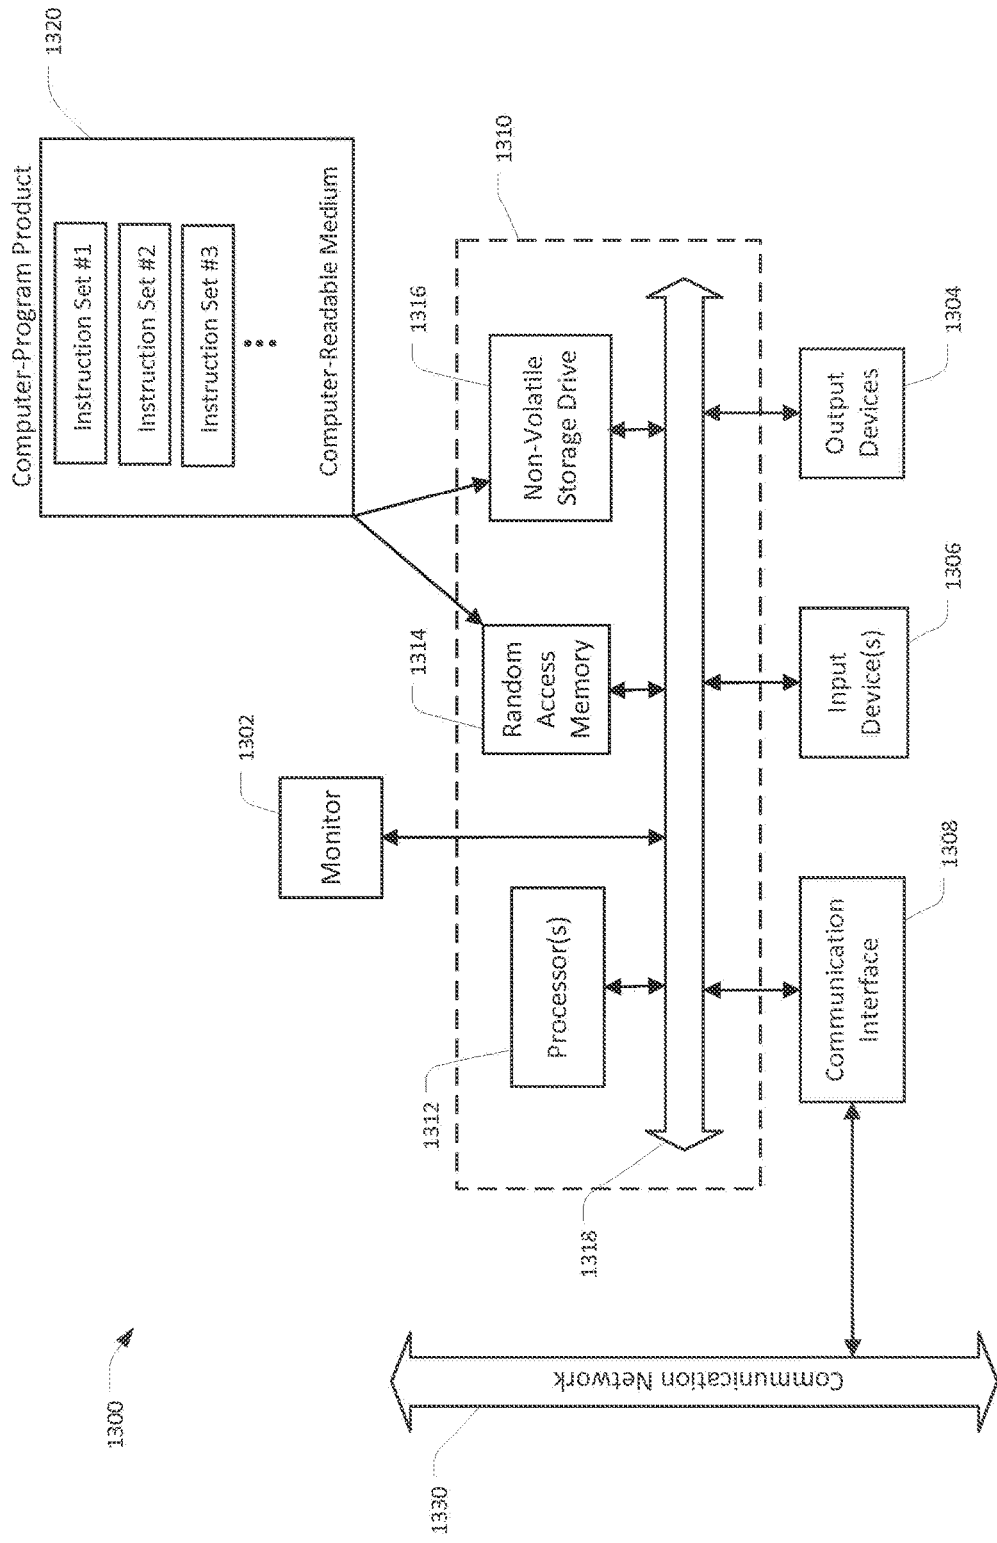 1300
Computer-Program Product
1320
Instruction Set #1
Instruction Set #2
Instruction Set #3
Computer-Readable Medium
1302
Monitor
1310
1312
Processor(s)
1314
Random
Access
Memory
1316
Non-Volatile
Storage Drive
1318
1330
Communication Network
Communication
Interface
1308
Input
Device(s)
1306
Output
Devices
1304